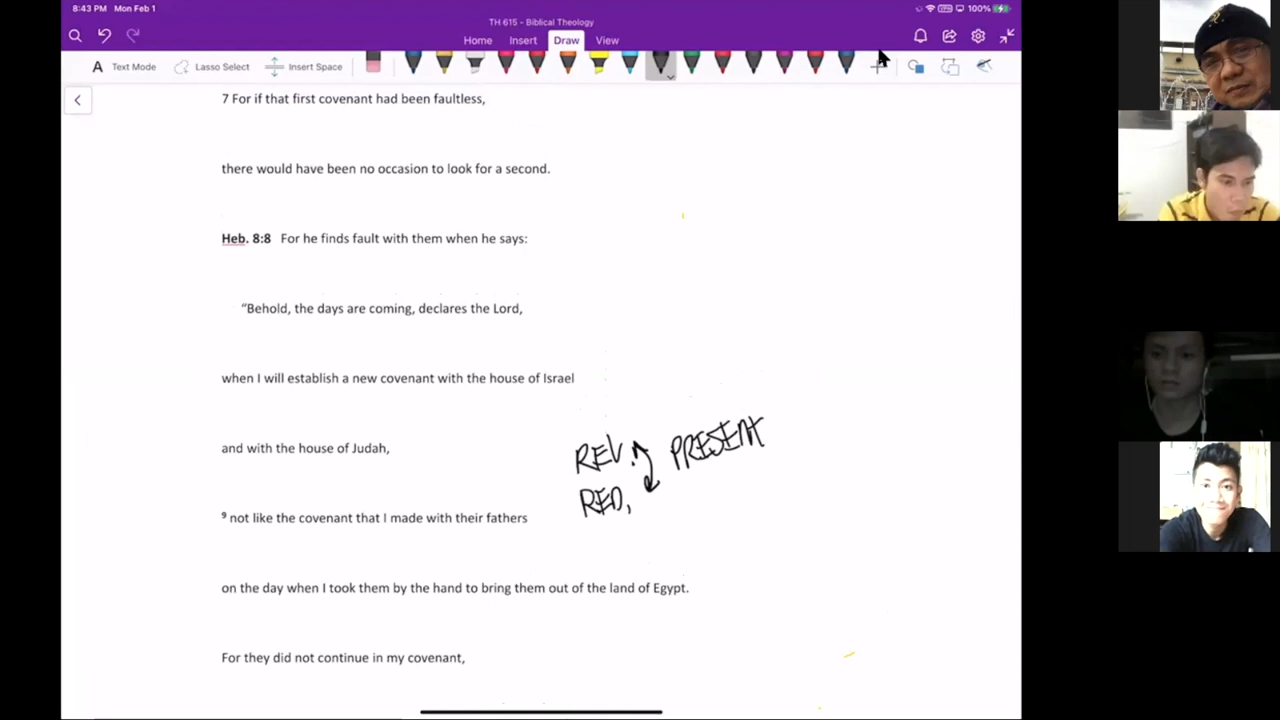 8:43 PM Mon Feb 1
100%
TH 615 - Biblical Theology
Home Insert Draw View
Text Mode Lasso Select Insert Space
7 For if that first covenant had been faultless,
there would have been no occasion to look for a second.
Heb. 8:8 For he finds fault with them when he says:
“Behold, the days are coming, declares the Lord,
when I will establish a new covenant with the house of Israel
and with the house of Judah,
REV. PRESENT
RED,
9 not like the covenant that I made with their fathers
on the day when I took them by the hand to bring them out of the land of Egypt.
For they did not continue in my covenant,